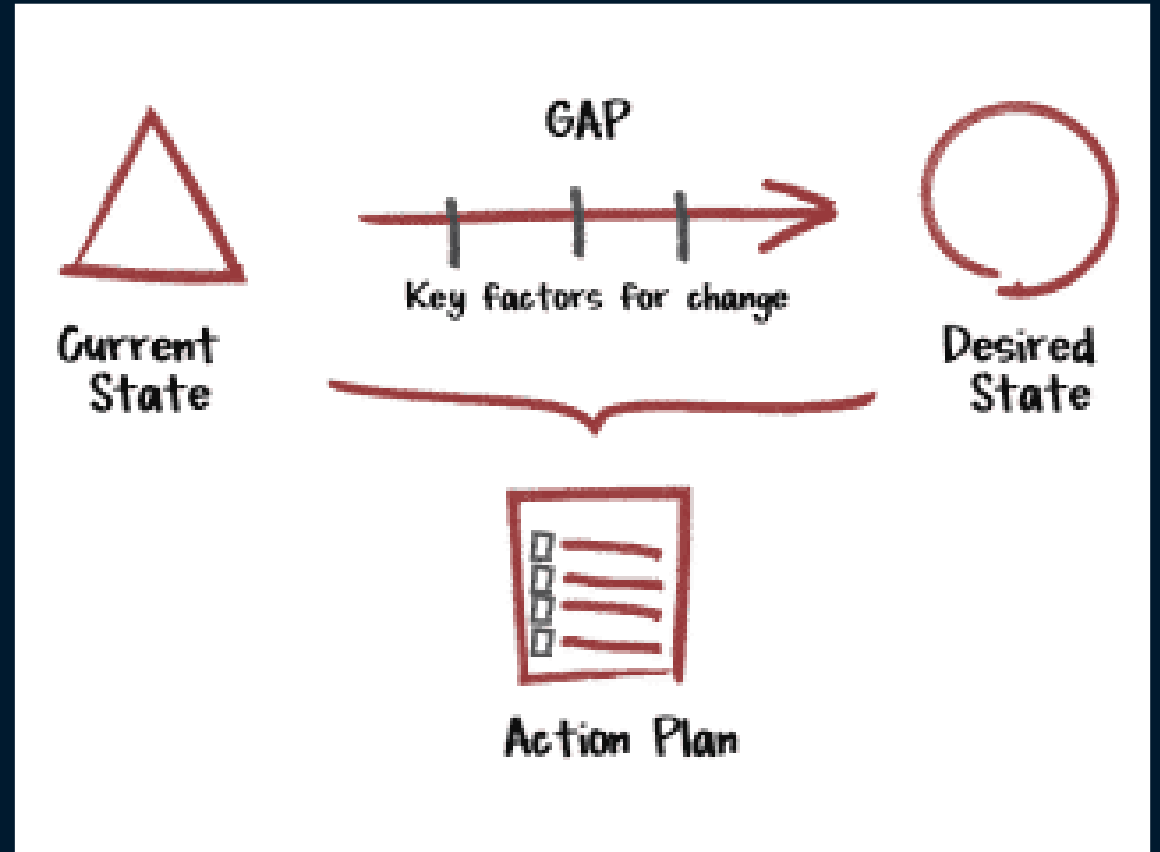 GAP
Key factors for change
Current
State
Desired
State
Action Plan